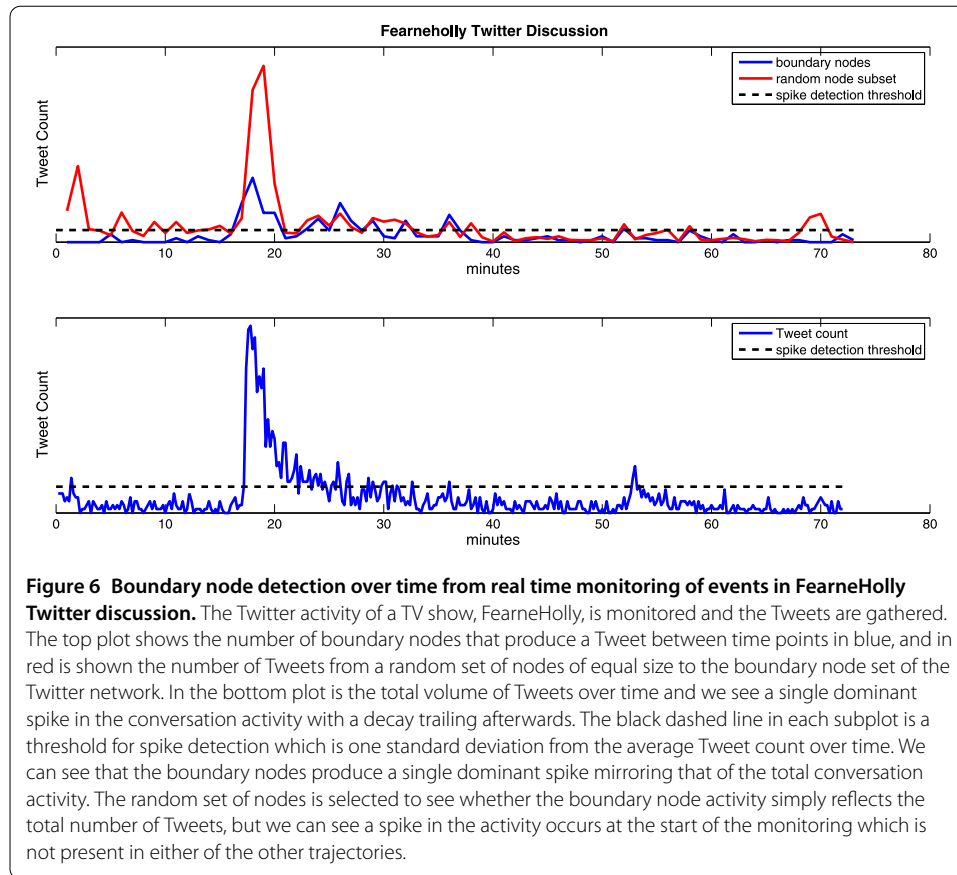 Fearneholly Twitter Discussion
boundary nodes
random node subset
spike detection threshold
Tweet Count
0 10 20 30 40 50 60 70 80
minutes
Tweet count
spike detection threshold
Tweet Count
0 10 20 30 40 50 60 70 80
minutes
Figure 6 Boundary node detection over time from real time monitoring of events in FearneHolly
Twitter discussion. The Twitter activity of a TV show, FearneHolly, is monitored and the Tweets are gathered.
The top plot shows the number of boundary nodes that produce a Tweet between time points in blue, and in
red is shown the number of Tweets from a random set of nodes of equal size to the boundary node set of the
Twitter network. In the bottom plot is the total volume of Tweets over time and we see a single dominant
spike in the conversation activity with a decay trailing afterwards. The black dashed line in each subplot is a
threshold for spike detection which is one standard deviation from the average Tweet count over time. We
can see that the boundary nodes produce a single dominant spike mirroring that of the total conversation
activity. The random set of nodes is selected to see whether the boundary node activity simply reflects the
total number of Tweets, but we can see a spike in the activity occurs at the start of the monitoring which is
not present in either of the other trajectories.